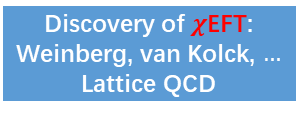 Discovery of χEFT:
Weinberg, van Kolck, ...
Lattice QCD